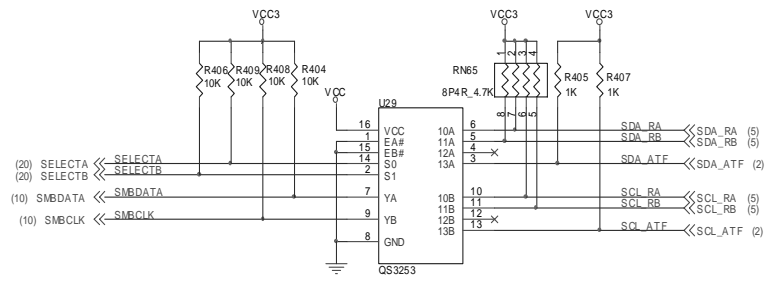 VCC3
VCC3
VCC3
R406
10K
R409
10K
R408
10K
R404
10K
RN65
8P4R_4.7K
1
2
3
4
8
7
6
5
R405
1K
R407
1K
VCC
U29
16
VCC
10A
6
SDA_RA
SDA_RA
(5)
1
EA#
11A
5
SDA_RB
SDA_RB
(5)
15
EB#
12A
4
(20)
SELECTA
SELECTA
14
S0
13A
3
SDA_ATF
SDA_ATF
(2)
(20)
SELECTB
SELECTB
2
S1
(10)
SMBDATA
SMBDATA
7
YA
10B
10
SCL_RA
SCL_RA
(5)
11B
11
SCL_RB
SCL_RB
(5)
(10)
SMBCLK
SMBCLK
9
YB
12B
12
13B
13
SCL_ATF
SCL_ATF
(2)
8
GND
QS3253